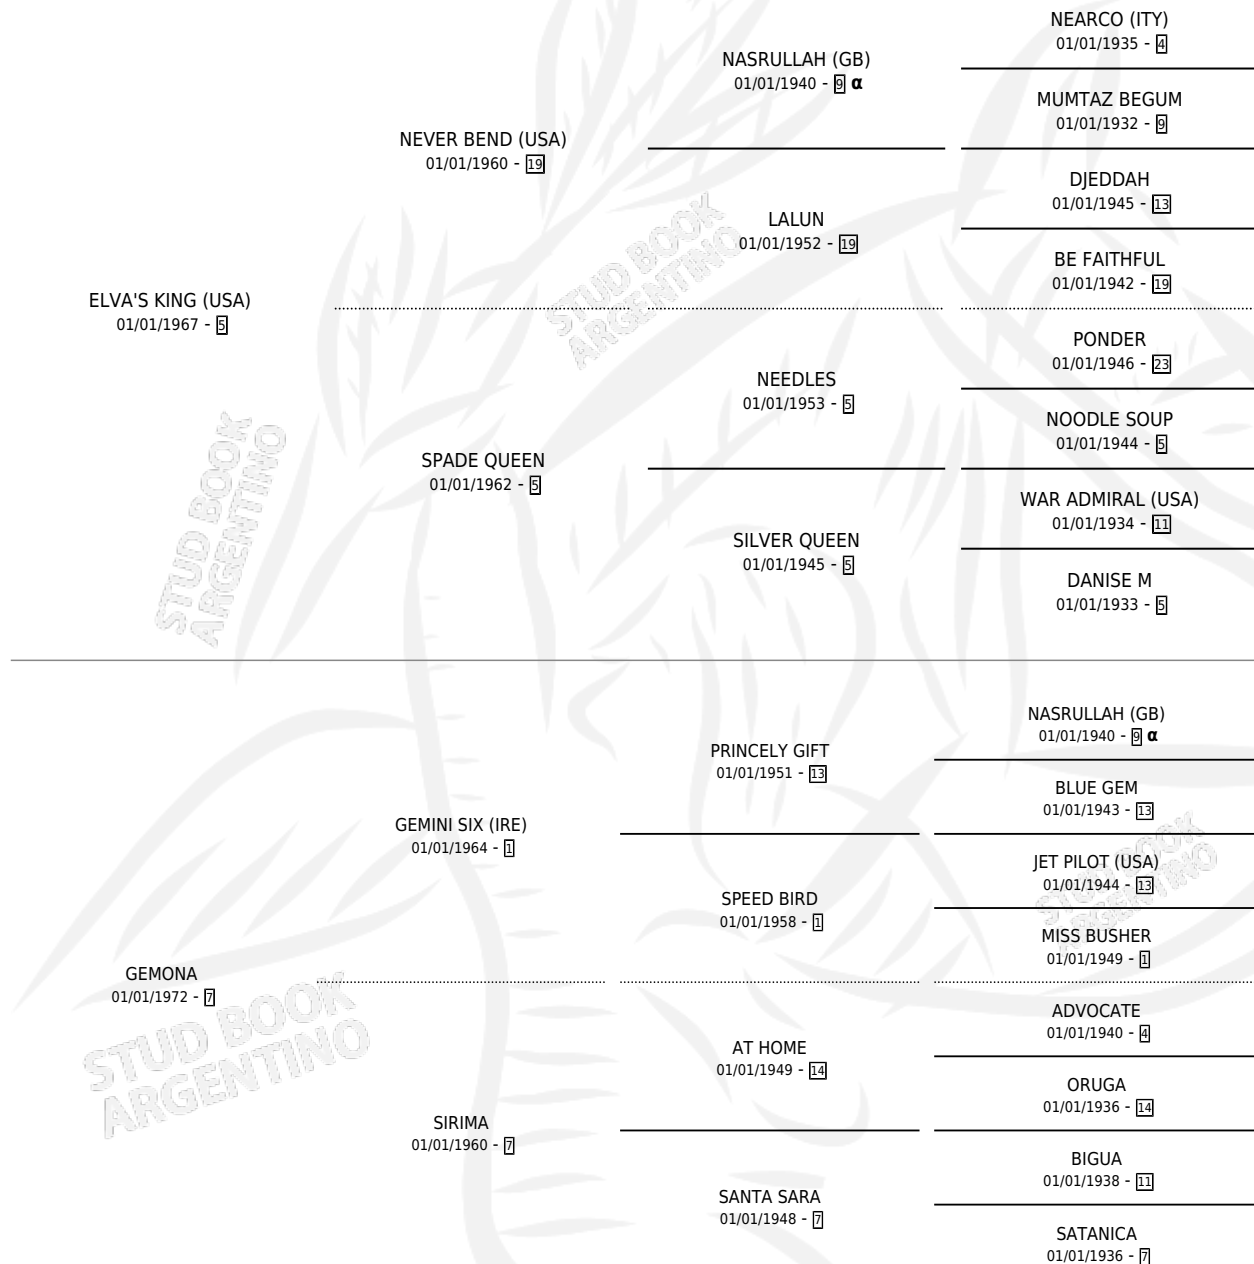 NEARCO (ITY)
01/01/1935 - 4
NASRULLAH (GB)
01/01/1940 - 9 α
MUMTAZ BEGUM
01/01/1932 - 9
NEVER BEND (USA)
01/01/1960 - 19
DJEDDAH
01/01/1945 - 13
LALUN
01/01/1952 - 19
BE FAITHFUL
01/01/1942 - 19
ELVA'S KING (USA)
01/01/1967 - 5
STUD BOOK
ARGENTINO
PONDER
01/01/1946 - 23
NEEDLES
01/01/1953 - 5
NOODLE SOUP
01/01/1944 - 5
SPADE QUEEN
01/01/1962 - 5
STUD BOOK
ARGENTINO
WAR ADMIRAL (USA)
01/01/1934 - 11
SILVER QUEEN
01/01/1945 - 5
DANISE M
01/01/1933 - 5
NASRULLAH (GB)
01/01/1940 - 9 α
PRINCELY GIFT
01/01/1951 - 13
BLUE GEM
01/01/1943 - 13
GEMINI SIX (IRE)
01/01/1964 - 1
STUD BOOK
ARGENTINO
JET PILOT (USA)
01/01/1944 - 13
SPEED BIRD
01/01/1958 - 1
MISS BUSHER
01/01/1949 - 1
GEMONA
01/01/1972 - 7
STUD BOOK
ARGENTINO
ADVOCATE
01/01/1940 - 4
AT HOME
01/01/1949 - 14
ORUGA
01/01/1936 - 14
SIRIMA
01/01/1960 - 7
BIGUA
01/01/1938 - 11
SANTA SARA
01/01/1948 - 7
SATANICA
01/01/1936 - 7